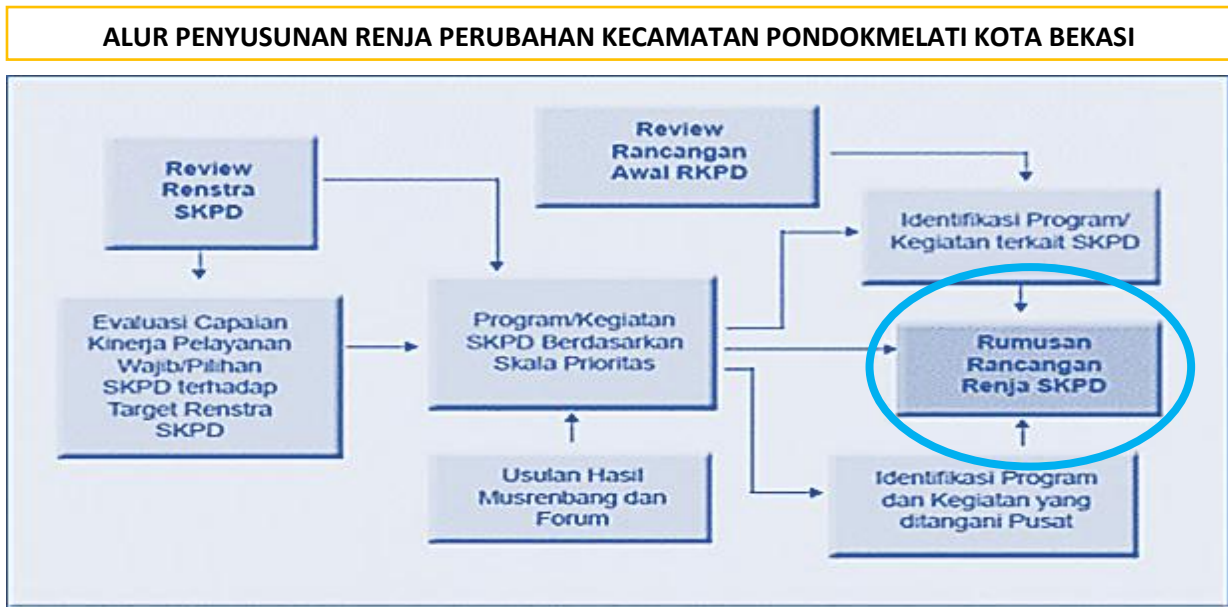 ALUR PENYUSUNAN RENJA PERUBAHAN KECAMATAN PONDOKMELATI KOTA BEKASI
Review
Renstra
SKPD
Review
Rancangan
Awal RKPD
Identifikasi Program/
Kegiatan terkait SKPD
Evaluasi Capaian
Kinerja Pelayanan
Wajib/Pilihan
SKPD terhadap
Target Renstra
SKPD
Program/Kegiatan
SKPD Berdasarkan
Skala Prioritas
Rumusan
Rancangan
Renja SKPD
Usulan Hasil
Musrenbang dan
Forum
Identifikasi Program
dan Kegiatan yang
ditangani Pusat